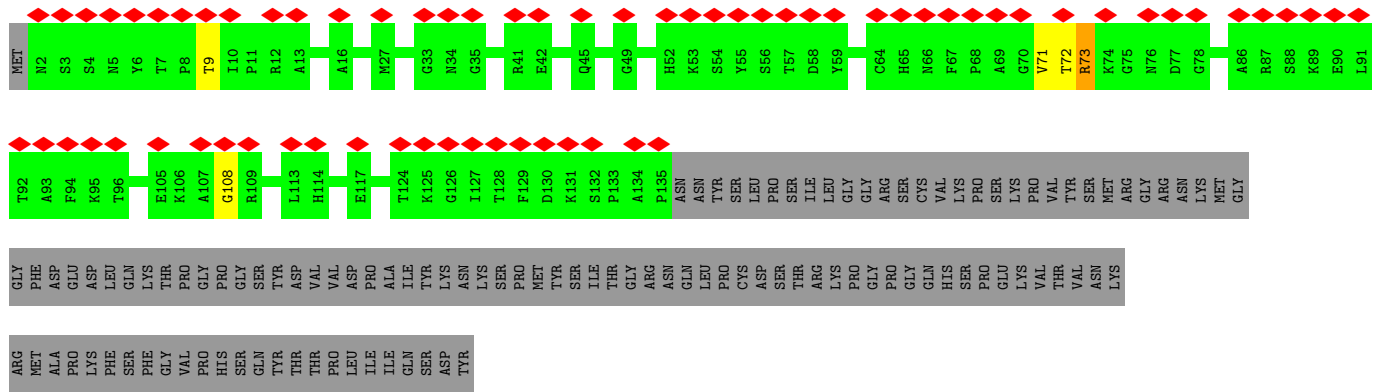 MET N2 S3 S4 N5 Y6 T7 P8 T9 I10 P11 R12 A13 A16 M27 G33 N34 G35 R41 E42 Q45 G49 H52 K53 S54 Y55 S56 T57 D58 Y59 C64 H65 N66 F67 P68 A69 G70 V71 T72 R73 K74 G75 N76 D77 G78 A86 R87 S88 K89 E90 L91
T92 A93 F94 K95 T96 E105 K106 A107 G108 R109 L113 H114 E117 T124 K125 G126 I127 T128 F129 D130 K131 S132 P133 A134 P135 ASN ASN TYR SER LEU PRO SER ILE LEU GLY GLY ARG SER CYS VAL LYS PRO SER LYS PRO VAL TYR SER MET ARG GLY ARG ASN LYS MET GLY
GLY PHE ASP GLU ASP LEU GLN LYS THR PRO GLY PRO GLY SER TYR ASP VAL VAL ASP PRO ALA ILE TYR LYS ASN LYS SER PRO MET TYR SER ILE THR GLY ARG ASN GLN LEU PRO CYS ASP SER THR ARG LYS PRO GLY PRO GLY GLN HIS SER PRO GLU LYS VAL THR VAL ASN LYS
ARG MET ALA PRO LYS PHE SER PHE GLY VAL PRO HIS SER GLN TYR THR THR PRO LEU ILE ILE GLN SER ASP TYR